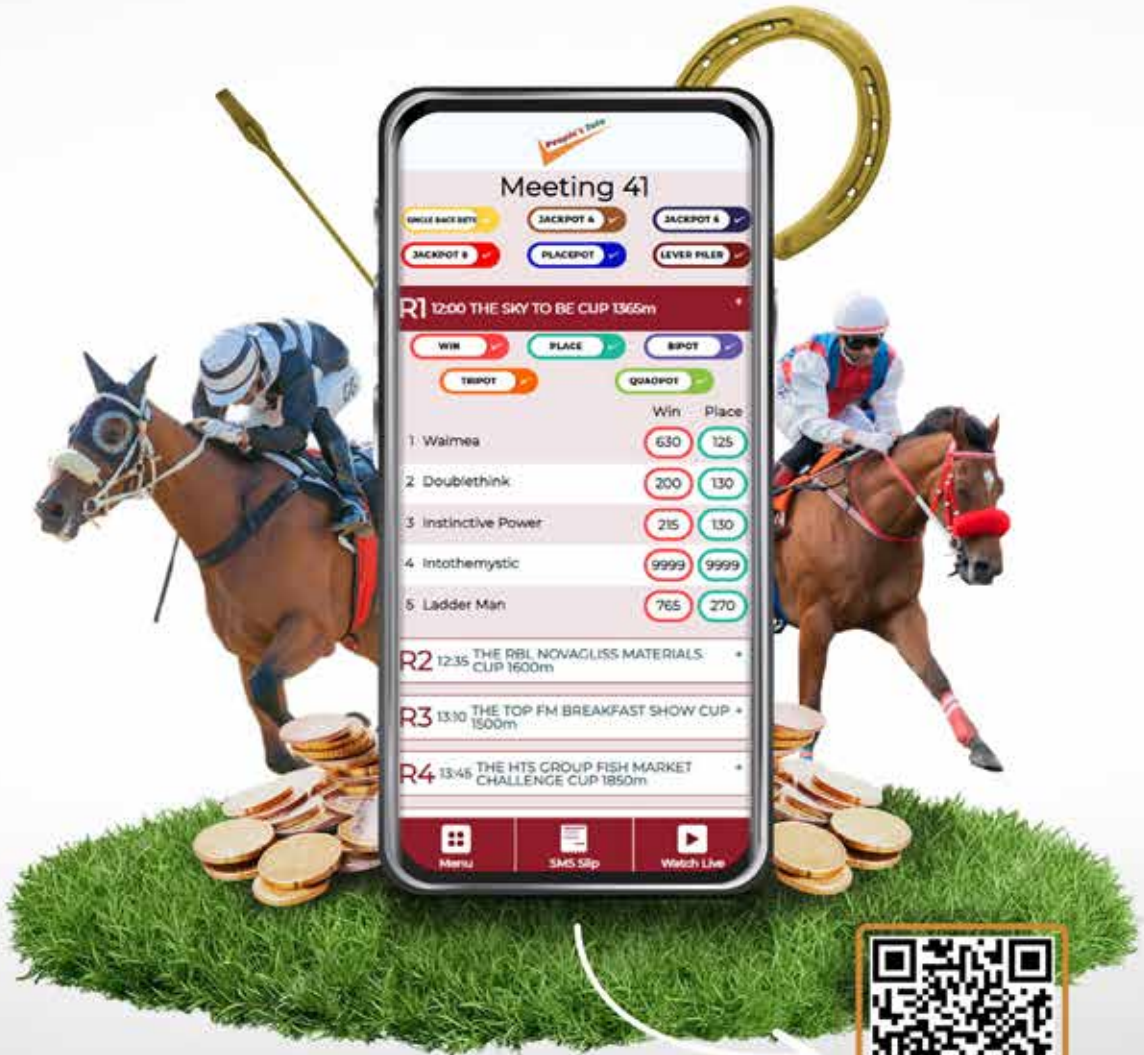 People's Tote
Meeting 41
SINGLE RACE BETS
JACKPOT 4
JACKPOT 6
JACKPOT 8
PLACEPOT
LEVER PILER
R1 12:00 THE SKY TO BE CUP 1365m
WIN
PLACE
BIPOT
TRIPOT
QUADPOT
Win Place
1 Waimea 630 125
2 Doublethink 200 130
3 Instinctive Power 215 130
4 Intothemystic 9999 9999
5 Ladder Man 765 270
R2 12:35 THE RBL NOVAGLISS MATERIALS
CUP 1600m
R3 13:10 THE TOP FM BREAKFAST SHOW CUP
1500m
R4 13:45 THE HTS GROUP FISH MARKET
CHALLENGE CUP 1850m
Menu
SMS Slip
Watch Live